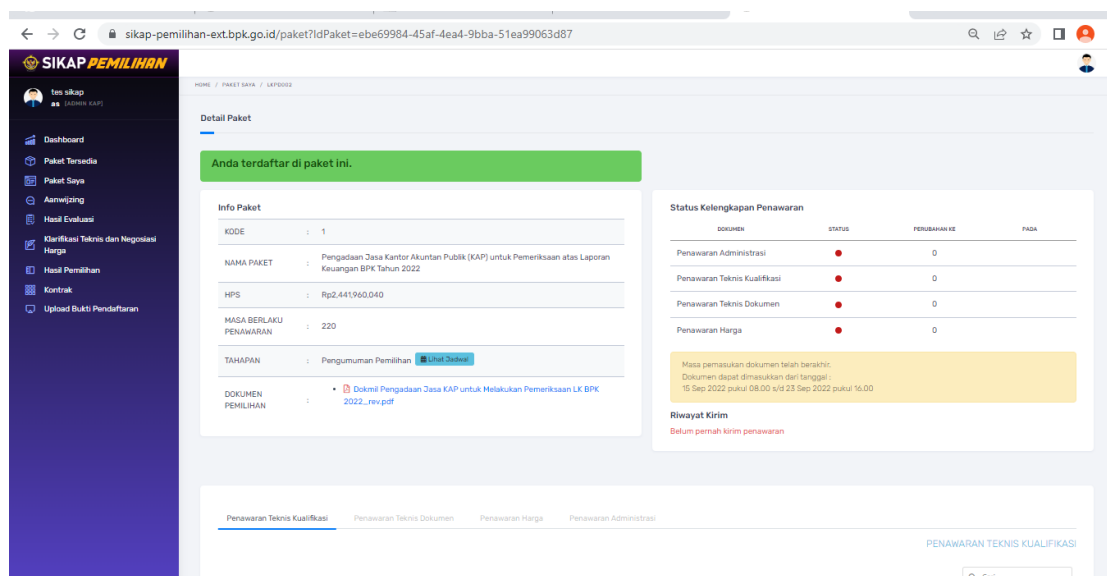 sikap-pemilihan-ext.bpk.go.id/paket?IdPaket=ebe69984-45af-4ea4-9bba-51ea99063d87
SIKAP PEMILIHAN
tes sikap
as [ADMIN KAP]
Dashboard
Paket Tersedia
Paket Saya
Aanwijzing
Hasil Evaluasi
Klarifikasi Teknis dan Negosiasi
Harga
Hasil Pemilihan
Kontrak
Upload Bukti Pendaftaran
HOME / PAKET SAYA / LKPD002
Detail Paket
Anda terdaftar di paket ini.
Info Paket
KODE : 1
NAMA PAKET : Pengadaan Jasa Kantor Akuntan Publik (KAP) untuk Pemeriksaan atas Laporan
Keuangan BPK Tahun 2022
HPS : Rp2,441,960,040
MASA BERLAKU
PENAWARAN : 220
TAHAPAN : Pengumuman Pemilihan Lihat Jadwal
DOKUMEN
PEMILIHAN : • Dokmil Pengadaan Jasa KAP untuk Melakukan Pemeriksaan LK BPK
2022_rev.pdf
Status Kelengkapan Penawaran
DOKUMEN STATUS PERUBAHAN KE PADA
Penawaran Administrasi 0
Penawaran Teknis Kualifikasi 0
Penawaran Teknis Dokumen 0
Penawaran Harga 0
Masa pemasukan dokumen telah berakhir.
Dokumen dapat dimasukkan dari tanggal :
15 Sep 2022 pukul 08.00 s/d 23 Sep 2022 pukul 16.00
Riwayat Kirim
Belum pernah kirim penawaran
Penawaran Teknis Kualifikasi Penawaran Teknis Dokumen Penawaran Harga Penawaran Administrasi
PENAWARAN TEKNIS KUALIFIKASI